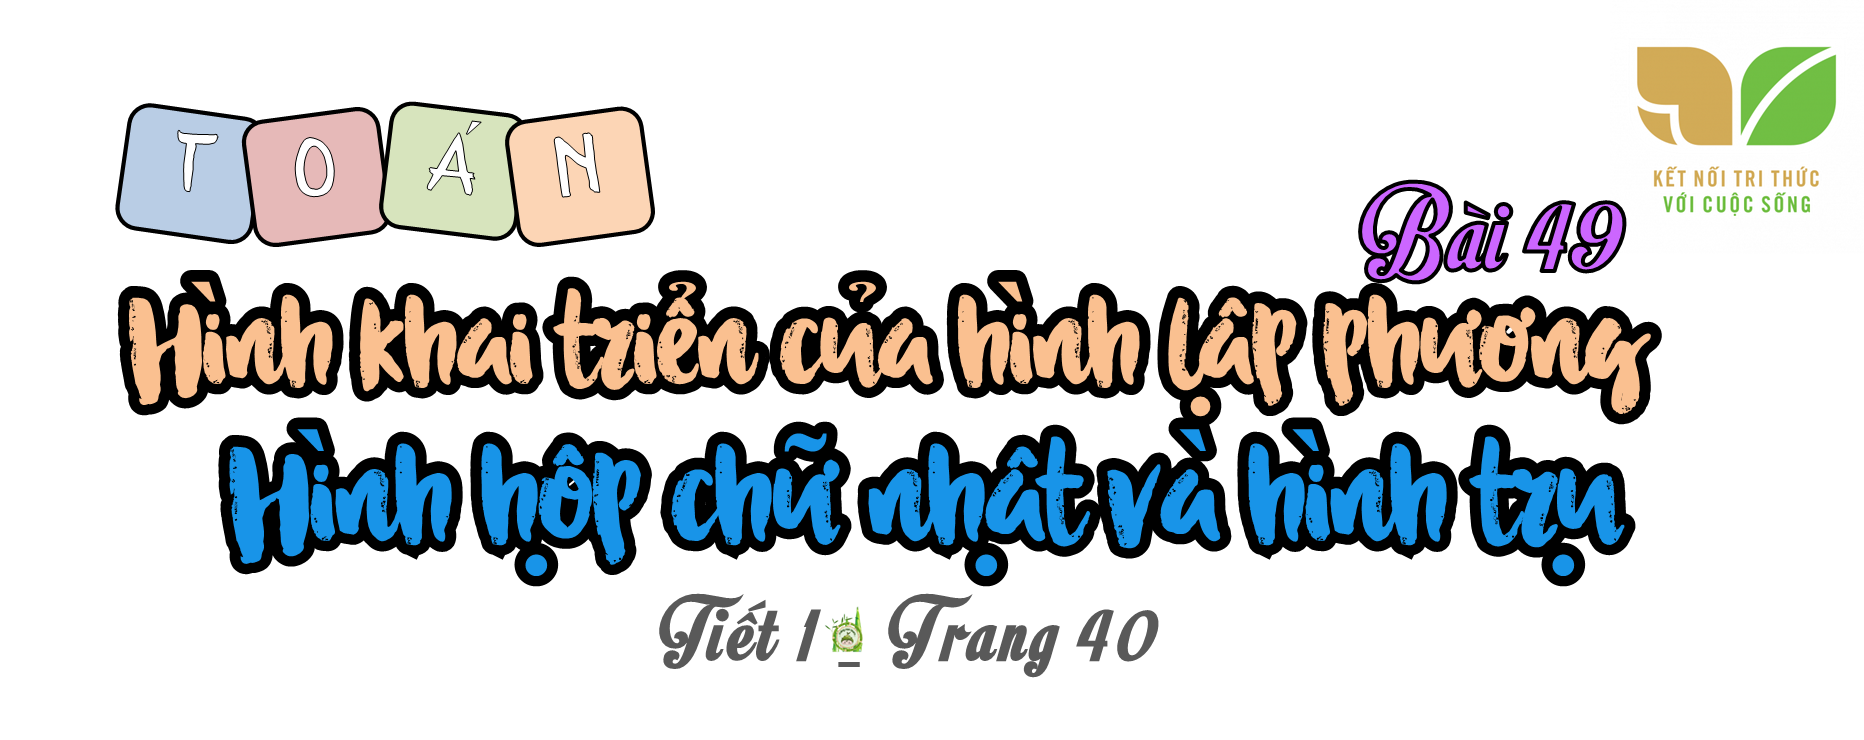 TOÁN
KẾT NỐI TRI THỨC
VỚI CUỘC SỐNG
Bài 49
Hình khai triển của hình lập phương
Hình hộp chữ nhật và hình trụ
Tiết 1 _ Trang 40